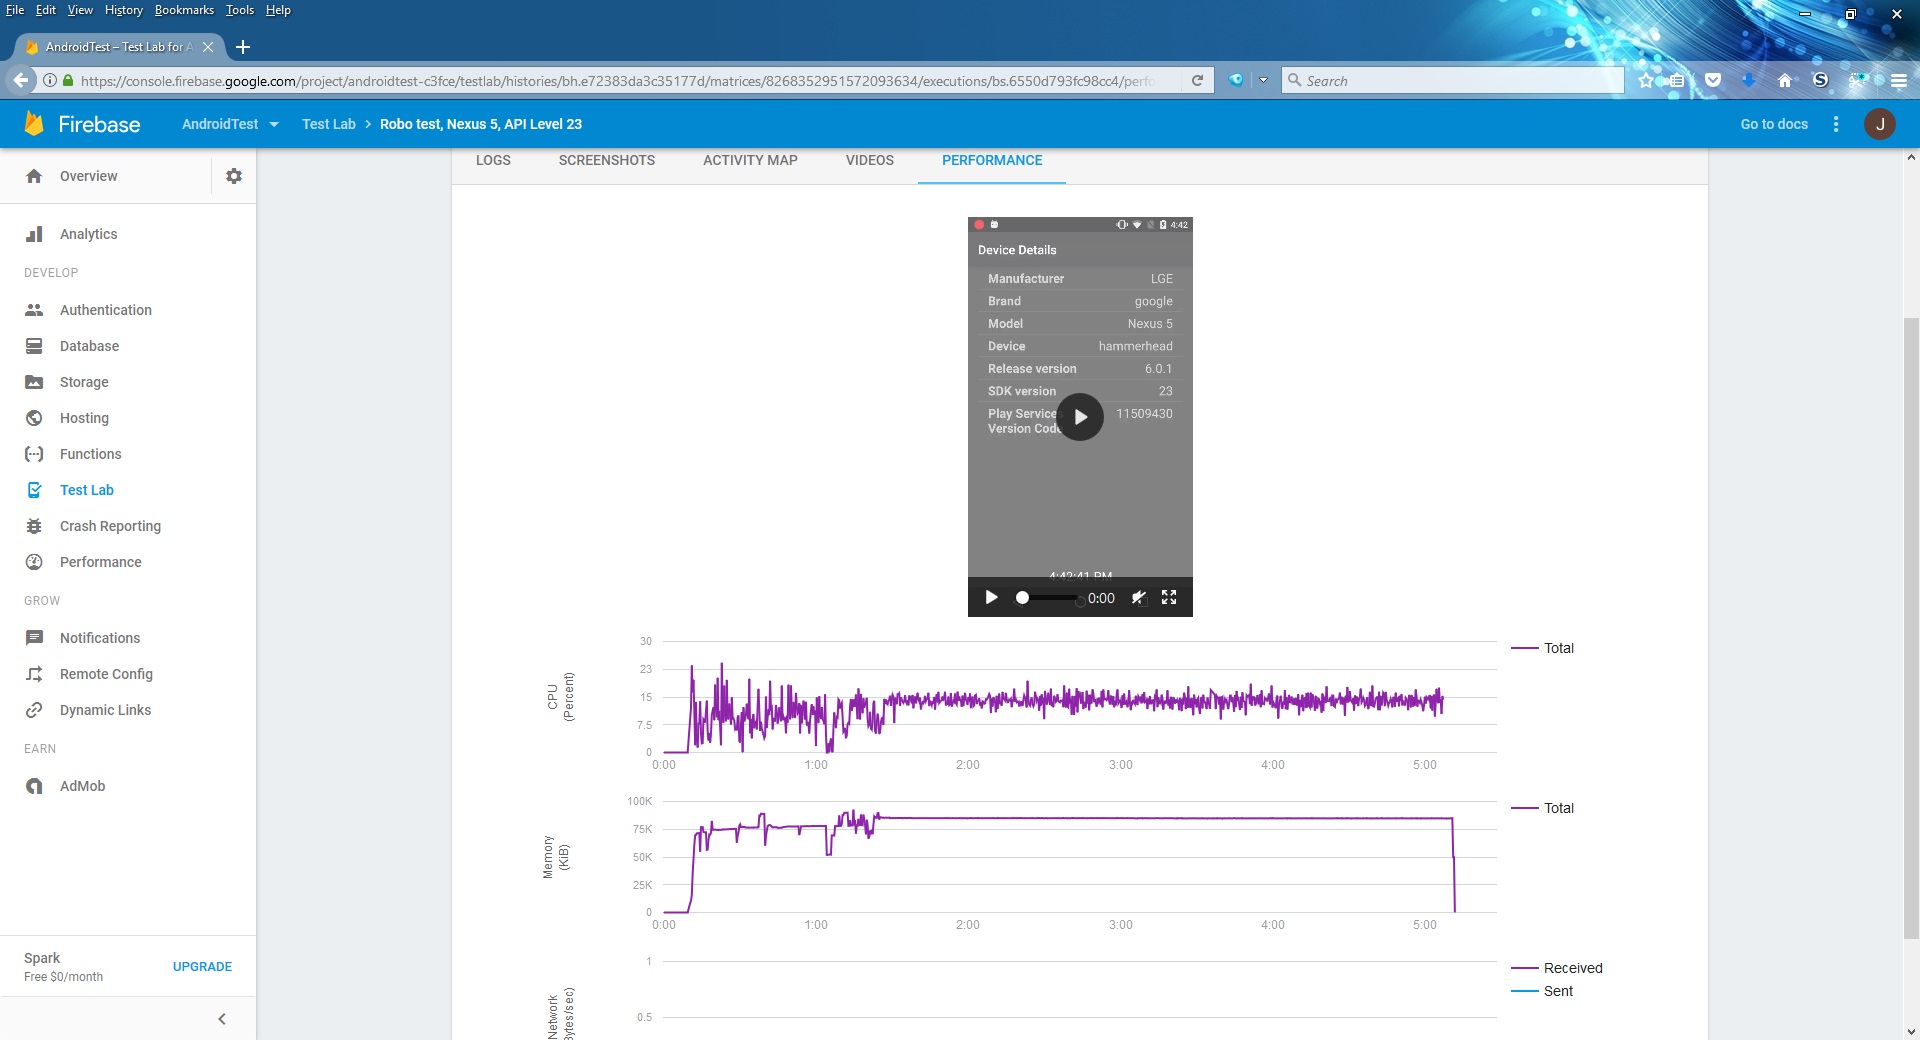 File Edit View History Bookmarks Tools Help
AndroidTest – Test Lab for A
https://console.firebase.google.com/project/androidtest-c3fce/testlab/histories/bh.e72383da3c35177d/matrices/8268352951572093634/executions/bs.6550d793fc98cc4/perfo
Search
Firebase
AndroidTest
Test Lab > Robo test, Nexus 5, API Level 23
Go to docs
J
Overview
Analytics
DEVELOP
Authentication
Database
Storage
Hosting
Functions
Test Lab
Crash Reporting
Performance
GROW
Notifications
Remote Config
Dynamic Links
EARN
AdMob
Spark
Free $0/month
UPGRADE
LOGS SCREENSHOTS ACTIVITY MAP VIDEOS PERFORMANCE
4:42
Device Details
Manufacturer LGE
Brand google
Model Nexus 5
Device hammerhead
Release version 6.0.1
SDK version 23
Play Services 11509430
Version Code
4:42:41 PM
0:00
CPU
(Percent)
30
23
15
7.5
0
0:00 1:00 2:00 3:00 4:00 5:00
Total
Memory
(KiB)
100K
75K
50K
25K
0
0:00 1:00 2:00 3:00 4:00 5:00
Total
Network
Bytes/sec)
1
0.5
Received
Sent